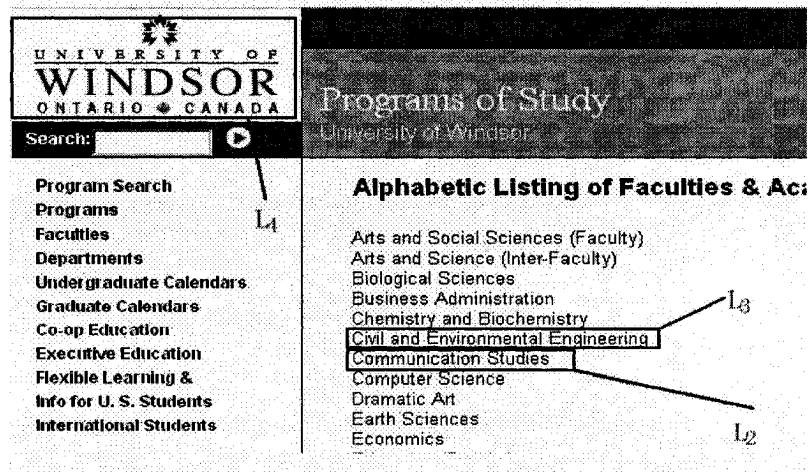 UNIVERSITY OF
WINDSOR
ONTARIO CANADA
Search:
Programs of Study
University of Windsor
Program Search
Programs
Faculties
Departments
Undergraduate Calendars
Graduate Calendars
Co-op Education
Executive Education
Flexible Learning &
Info for U. S. Students
International Students
L1
Alphabetic Listing of Faculties & Aca
Arts and Social Sciences (Faculty)
Arts and Science (Inter-Faculty)
Biological Sciences
Business Administration
Chemistry and Biochemistry
Civil and Environmental Engineering
Communication Studies
Computer Science
Dramatic Art
Earth Sciences
Economics
L3
L2